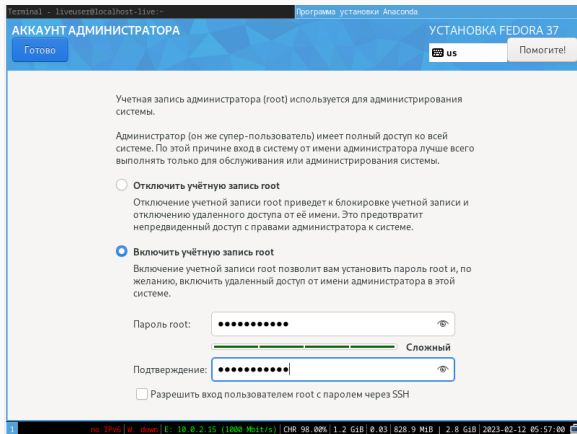 Terminal - liveuser@localhost-live:~
Программа установки Anaconda
АККАУНТ АДМИНИСТРАТОРА
УСТАНОВКА FEDORA 37
Готово
us
Помогите!
Учетная запись администратора (root) используется для администрирования
системы.
Администратор (он же супер-пользователь) имеет полный доступ ко всей
системе. По этой причине вход в систему от имени администратора лучше всего
выполнять только для обслуживания или администрирования системы.
Отключить учётную запись root
Отключение учетной записи root приведет к блокировке учетной записи и
отключению удаленного доступа от её имени. Это предотвратит
непредвиденный доступ с правами администратора к системе.
Включить учётную запись root
Включение учетной записи root позволит вам установить пароль root и, по
желанию, включить удаленный доступ от имени администратора в этой
системе.
Пароль root: ●●●●●●●●●●●
Сложный
Подтверждение: ●●●●●●●●●●●
Разрешить вход пользователем root с паролем через SSH
1 no IPv6|W: down|E: 10.0.2.15 (1000 Mbit/s)|CHR 98.00%|1.2 GiB|0.03|828.9 MiB | 2.8 GiB|2023-02-12 05:57:00